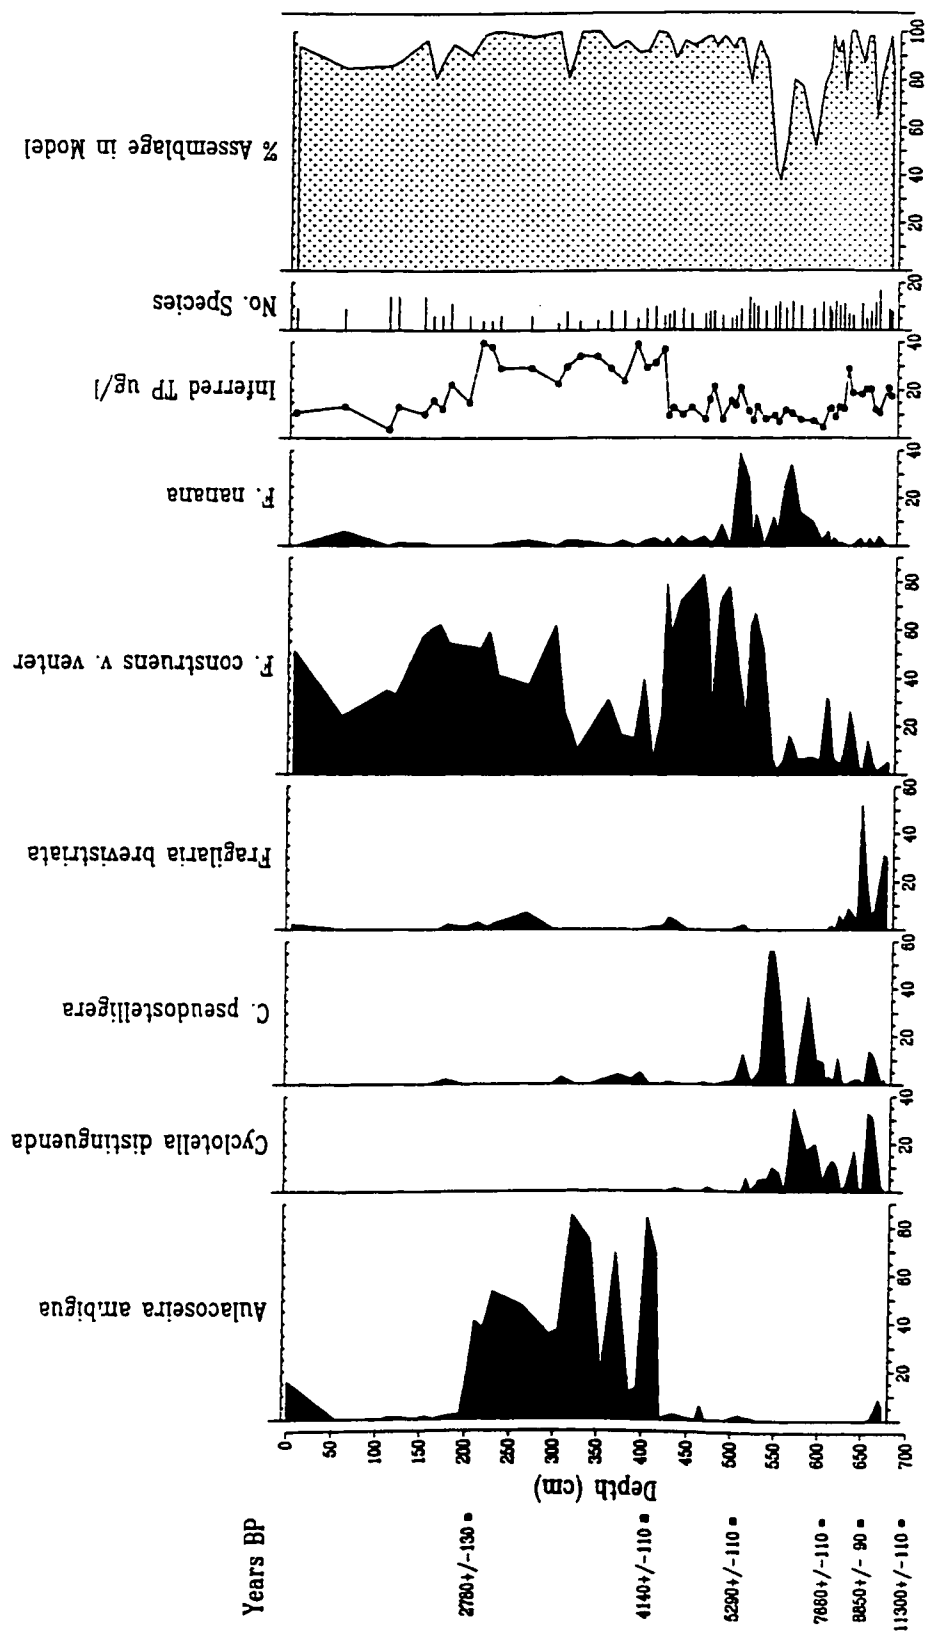 Years BP
2780+/-130
4140+/-110
5290+/-110
7660+/-110
8850+/- 90
11300+/-110
Depth (cm)
0
50
100
150
200
250
300
350
400
450
500
550
600
650
700
Aulacoseira ambigua
20 40 60 80
Cyclotella distinguenda
20 40
C. pseudostelligera
20 40 60
Fragilaria brevistriata
20 40 60
F. construens v. venter
20 40 60 80
F. nanana
20 40
Inferred TP ug/l
20 40
No. Species
20
% Assemblage in Model
20 40 60 80 100